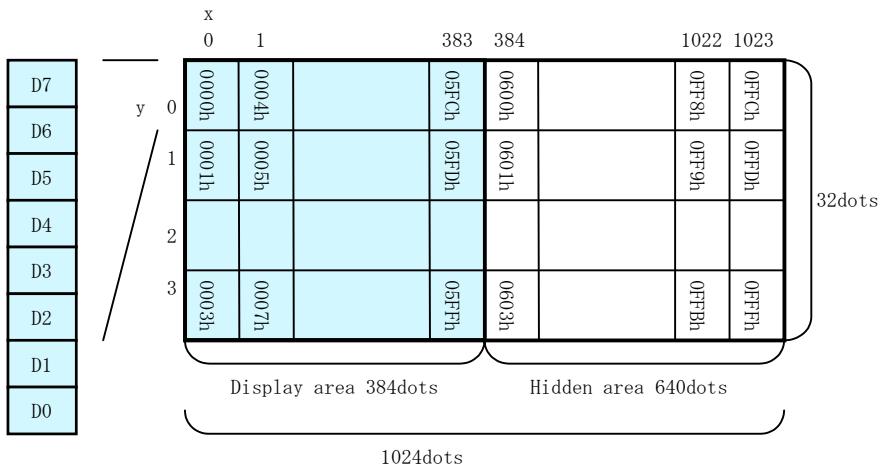 x
0 1 383 384 1022 1023
D7
D6
D5
D4
D3
D2
D1
D0
y 0
1
2
3
0000h 0004h 05FCh 0600h 0FF8h 0FFCh
0001h 0005h 05FDh 0601h 0FF9h 0FFDh
0003h 0007h 05FFh 0603h 0FFBh 0FFFh
32dots
Display area 384dots
Hidden area 640dots
1024dots